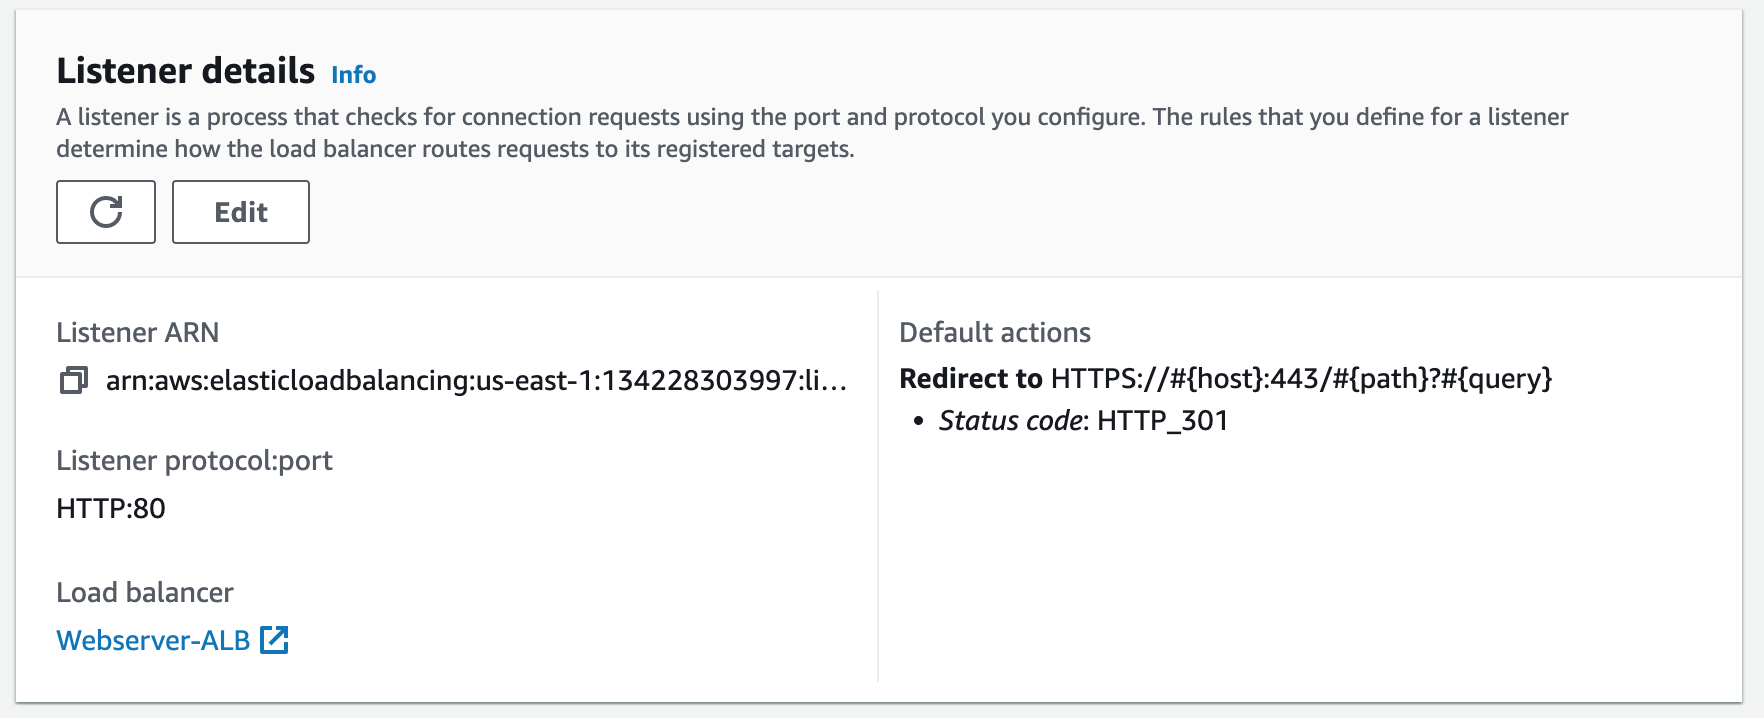 Listener details Info
A listener is a process that checks for connection requests using the port and protocol you configure. The rules that you define for a listener
determine how the load balancer routes requests to its registered targets.
Edit
Listener ARN
arn:aws:elasticloadbalancing:us-east-1:134228303997:li...
Listener protocol:port
HTTP:80
Load balancer
Webserver-ALB
Default actions
Redirect to HTTPS://#{host}:443/#{path}?#{query}
• Status code: HTTP_301